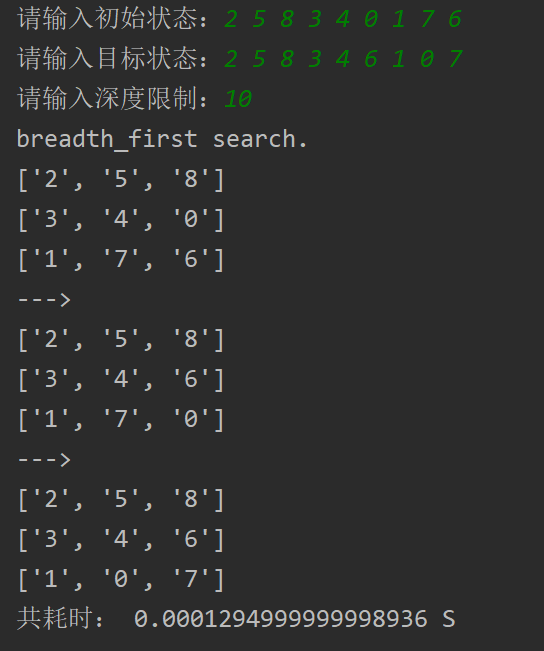 请输入初始状态：2 5 8 3 4 0 1 7 6
请输入目标状态：2 5 8 3 4 6 1 0 7
请输入深度限制：10
breadth_first search.
['2', '5', '8']
['3', '4', '0']
['1', '7', '6']
--->
['2', '5', '8']
['3', '4', '6']
['1', '7', '0']
--->
['2', '5', '8']
['3', '4', '6']
['1', '0', '7']
共耗时： 0.0001294999999998936 S